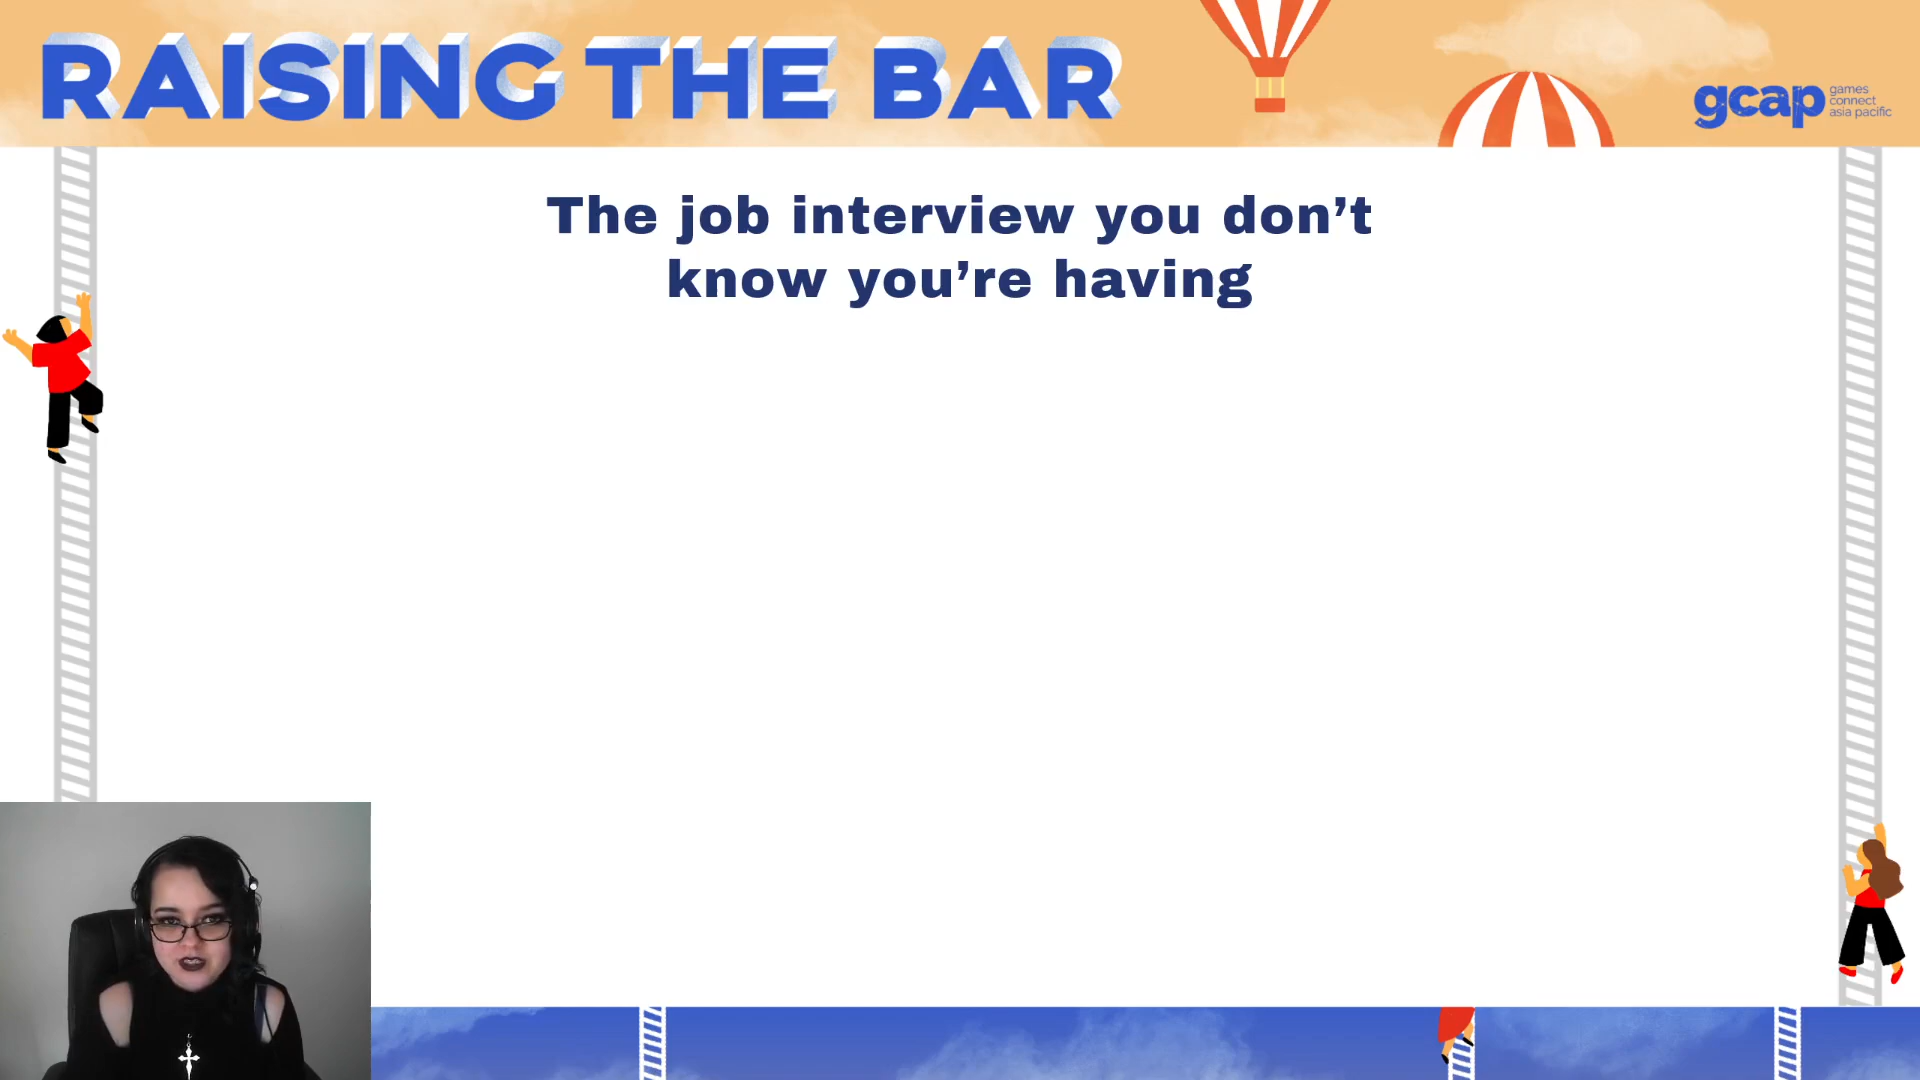 RAISING THE BAR
gcap
games
connect
asia pacific
The job interview you don’t
know you’re having